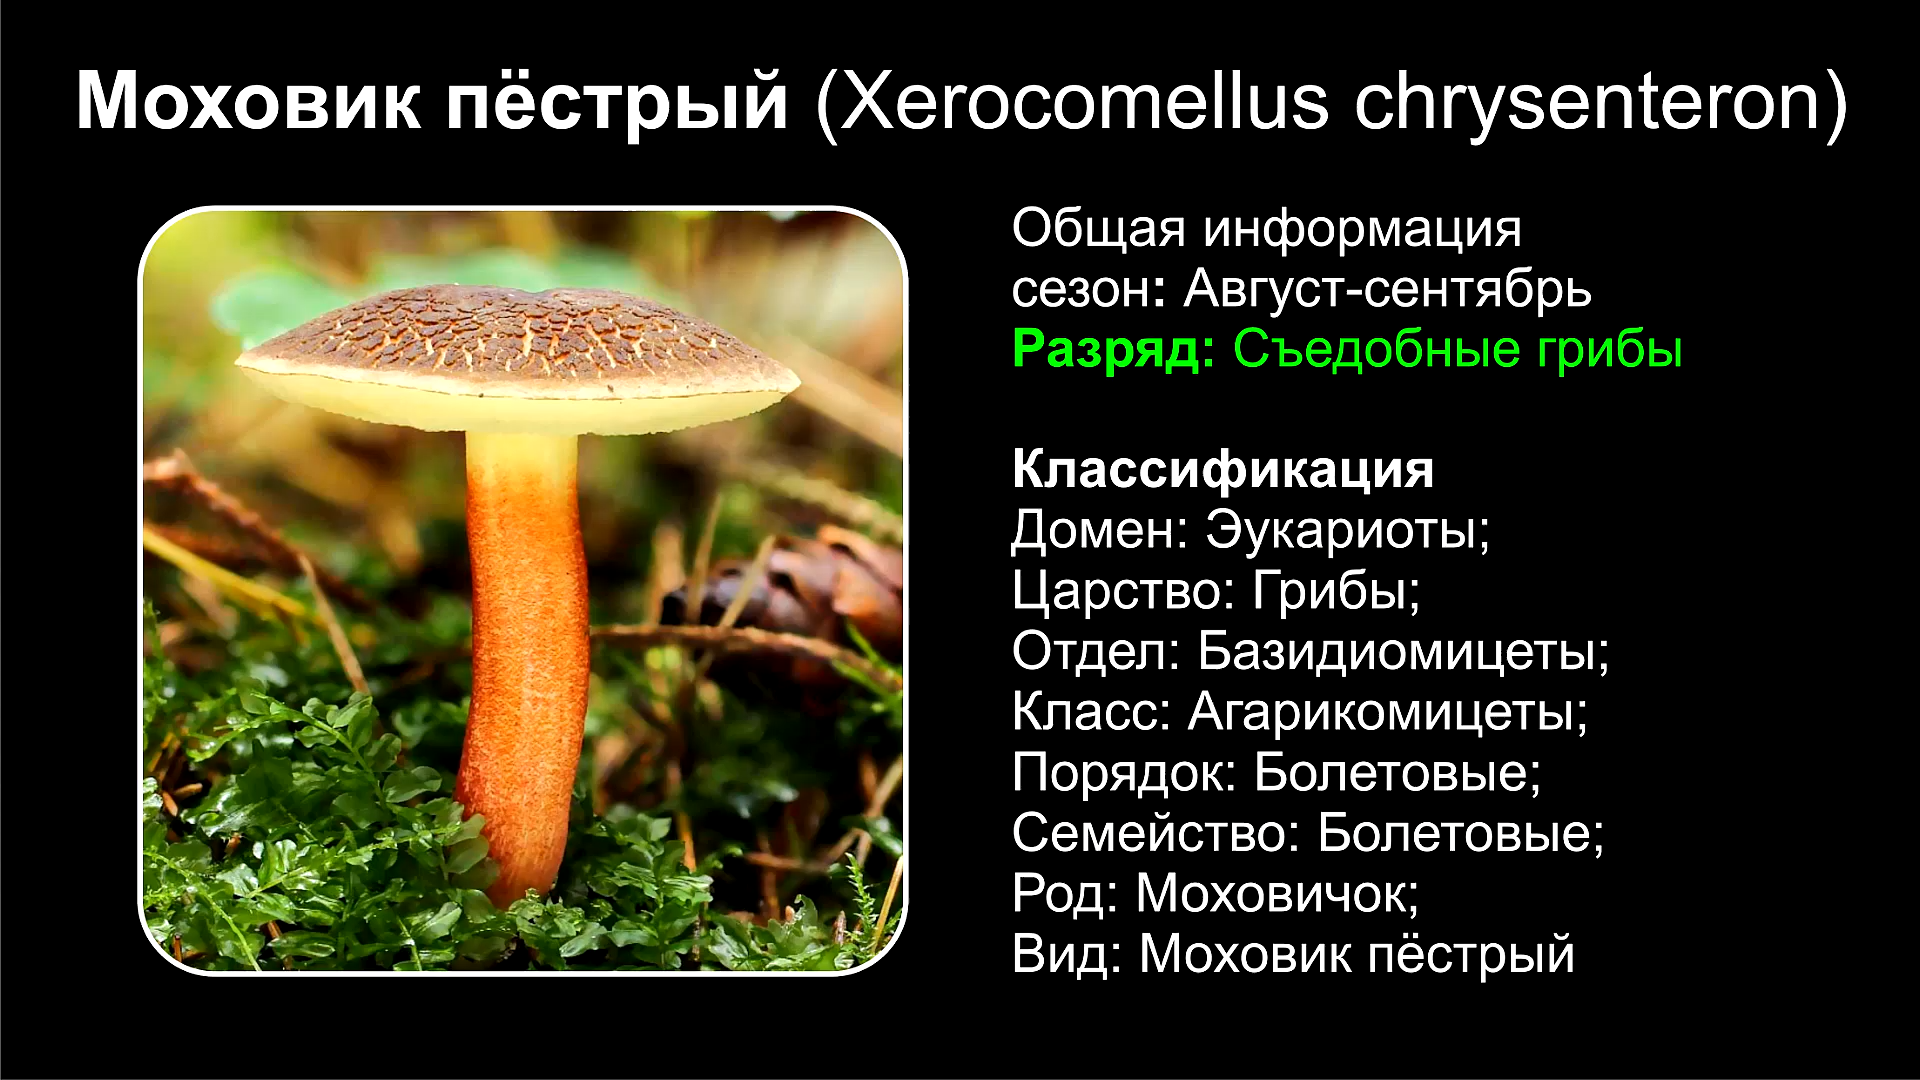 Моховик пёстрый (Xerocomellus chrysenteron)
Общая информация
сезон: Август-сентябрь
Разряд: Съедобные грибы
Классификация
Домен: Эукариоты;
Царство: Грибы;
Отдел: Базидиомицеты;
Класс: Агарикомицеты;
Порядок: Болетовые;
Семейство: Болетовые;
Род: Моховичок;
Вид: Моховик пёстрый